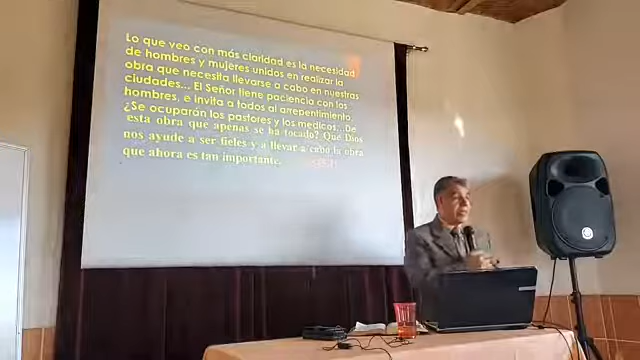 Lo que veo con más claridad es la necesidad
de hombres y mujeres unidos en realizar la
obra que necesita llevarse a cabo en nuestras
ciudades... El Señor tiene paciencia con los
hombres, e invita a todos al arrepentimiento.
¿Se ocuparán los pastores y los medicos...De
esta obra que apenas se ha tocado? Que Dios
nos ayude a ser fieles y a llevar a cabo la obra
que ahora es tan importante.